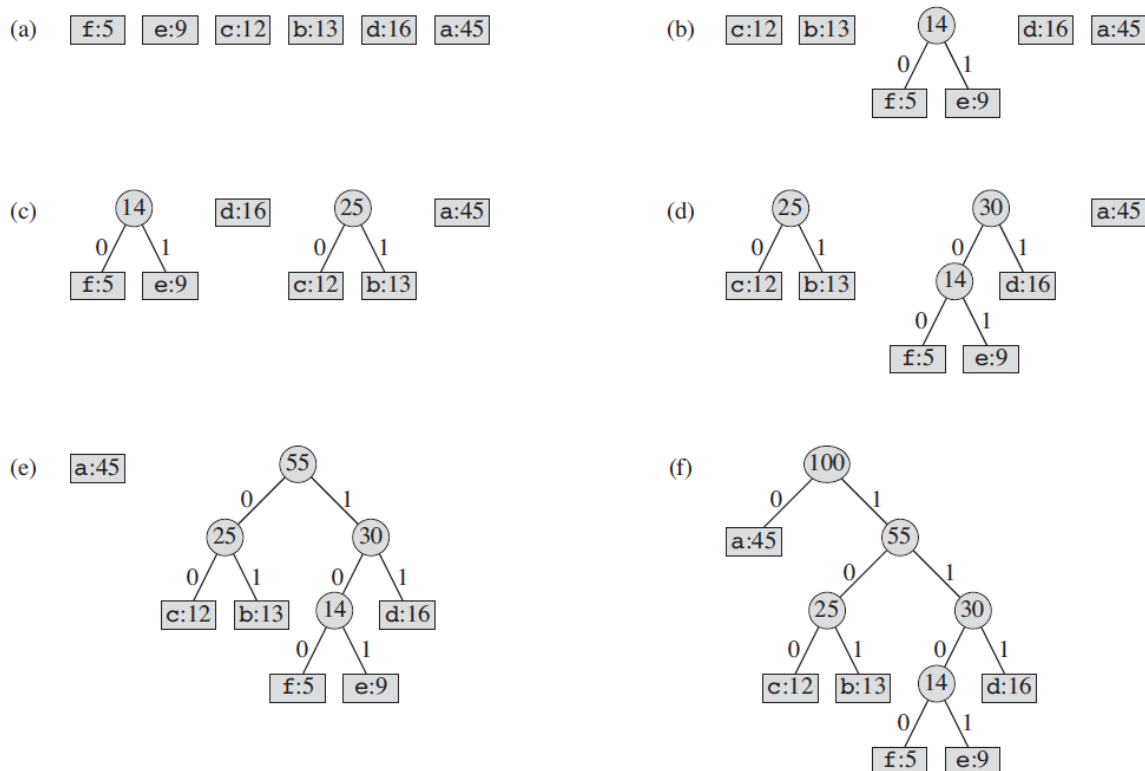 (a) f:5 e:9 c:12 b:13 d:16 a:45
(b) c:12 b:13 14 d:16 a:45
0 1
f:5 e:9
(c) 14 d:16 25 a:45
0 1 0 1
f:5 e:9 c:12 b:13
(d) 25 30 a:45
0 1 0 1
c:12 b:13 14 d:16
0 1
f:5 e:9
(e) a:45 55
0 1
25 30
0 1 0 1
c:12 b:13 14 d:16
0 1
f:5 e:9
(f) 100
0 1
a:45 55
0 1
25 30
0 1 0 1
c:12 b:13 14 d:16
0 1
f:5 e:9